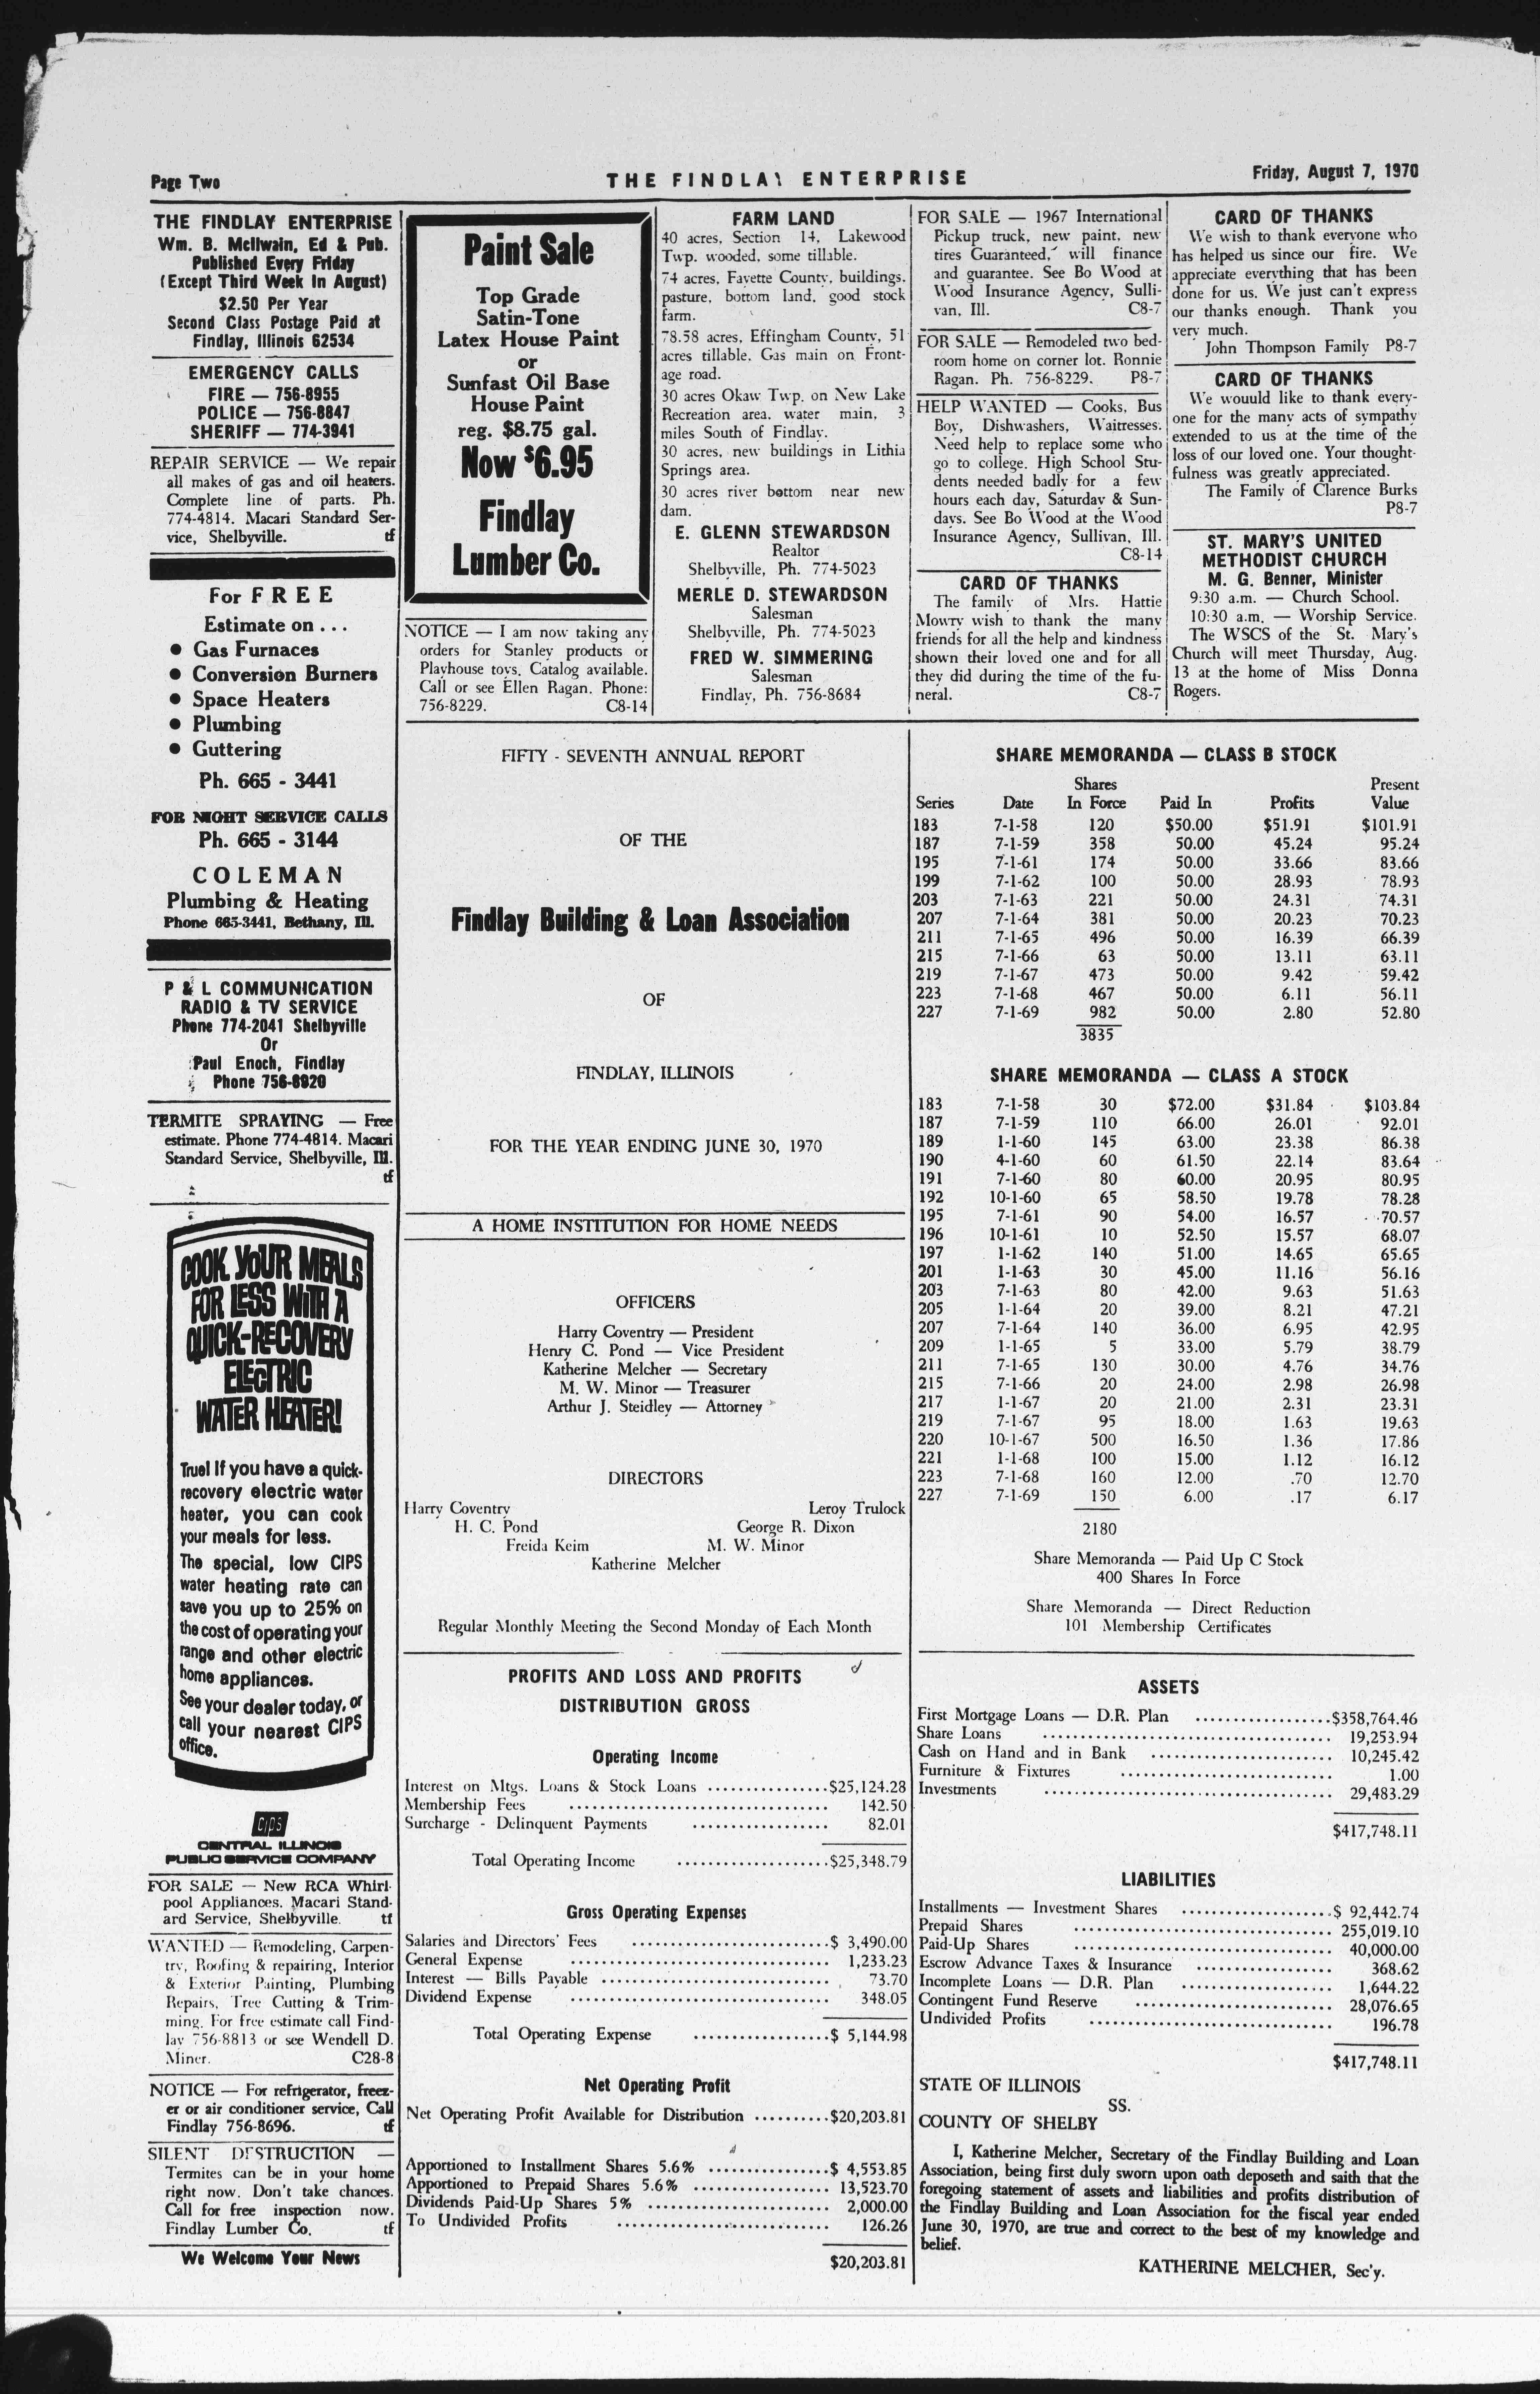 Page Two
THE FINDLAY ENTERPRISE
Friday, August 7, 1970
THE FINDLAY ENTERPRISE
Wm. B. McIlwain, Ed & Pub.
Published Every Friday
(Except Third Week In August)
$2.50 Per Year
Second Class Postage Paid at
Findlay, Illinois 62534
EMERGENCY CALLS
FIRE — 756-8955
POLICE — 756-8847
SHERIFF — 774-3941
REPAIR SERVICE — We repair
all makes of gas and oil heaters.
Complete line of parts. Ph.
774-4814. Macari Standard Ser-
vice, Shelbyville. tf
For FREE
Estimate on . . .
● Gas Furnaces
● Conversion Burners
● Space Heaters
● Plumbing
● Guttering
Ph. 665 - 3441
FOR NIGHT SERVICE CALLS
Ph. 665 - 3144
COLEMAN
Plumbing & Heating
Phone 665-3441, Bethany, Ill.
P & L COMMUNICATION
RADIO & TV SERVICE
Phone 774-2041 Shelbyville
Or
Paul Enoch, Findlay
Phone 756-8920
TERMITE SPRAYING — Free
estimate. Phone 774-4814. Macari
Standard Service, Shelbyville, Ill.
tf
COOK YOUR MEALS
FOR LESS WITH A
QUICK-RECOVERY
ELECTRIC
WATER HEATER!
True! If you have a quick-
recovery electric water
heater, you can cook
your meals for less.
The special, low CIPS
water heating rate can
save you up to 25% on
the cost of operating your
range and other electric
home appliances.
See your dealer today, or
call your nearest CIPS
office.
CIPS
CENTRAL ILLINOIS
PUBLIC SERVICE COMPANY
FOR SALE — New RCA Whirl-
pool Appliances. Macari Stand-
ard Service, Shelbyville. tf
WANTED — Remodeling, Carpen-
try, Roofing & repairing, Interior
& Exterior Painting, Plumbing
Repairs, Tree Cutting & Trim-
ming. For free estimate call Find-
lay 756-8813 or see Wendell D.
Miner. C28-8
NOTICE — For refrigerator, freez-
er or air conditioner service, Call
Findlay 756-8696. tf
SILENT DESTRUCTION —
Termites can be in your home
right now. Don't take chances.
Call for free inspection now.
Findlay Lumber Co. tf
We Welcome Your News
Paint Sale
Top Grade
Satin-Tone
Latex House Paint
or
Sunfast Oil Base
House Paint
reg. $8.75 gal.
Now $6.95
Findlay
Lumber Co.
NOTICE — I am now taking any
orders for Stanley products or
Playhouse toys. Catalog available.
Call or see Ellen Ragan. Phone:
756-8229. C8-14
FARM LAND
40 acres, Section 14, Lakewood
Twp. wooded, some tillable.
74 acres, Fayette County, buildings,
pasture, bottom land, good stock
farm.
78.58 acres, Effingham County, 51
acres tillable. Gas main on Front-
age road.
30 acres Okaw Twp. on New Lake
Recreation area, water main, 3
miles South of Findlay.
30 acres, new buildings in Lithia
Springs area.
30 acres river bottom near new
dam.
E. GLENN STEWARDSON
Realtor
Shelbyville, Ph. 774-5023
MERLE D. STEWARDSON
Salesman
Shelbyville, Ph. 774-5023
FRED W. SIMMERING
Salesman
Findlay, Ph. 756-8684
FOR SALE — 1967 International
Pickup truck, new paint, new
tires Guaranteed, will finance
and guarantee. See Bo Wood at
Wood Insurance Agency, Sulli-
van, Ill. C8-7
FOR SALE — Remodeled two bed-
room home on corner lot. Ronnie
Ragan. Ph. 756-8229. P8-7
HELP WANTED — Cooks, Bus
Boy, Dishwashers, Waitresses.
Need help to replace some who
go to college. High School Stu-
dents needed badly for a few
hours each day, Saturday & Sun-
days. See Bo Wood at the Wood
Insurance Agency, Sullivan, Ill.
C8-14
CARD OF THANKS
The family of Mrs. Hattie
Mowry wish to thank the many
friends for all the help and kindness
shown their loved one and for all
they did during the time of the fu-
neral. C8-7
CARD OF THANKS
We wish to thank everyone who
has helped us since our fire. We
appreciate everything that has been
done for us. We just can't express
our thanks enough. Thank you
very much.
John Thompson Family P8-7
CARD OF THANKS
We wouuld like to thank every-
one for the many acts of sympathy
extended to us at the time of the
loss of our loved one. Your thought-
fulness was greatly appreciated.
The Family of Clarence Burks
P8-7
ST. MARY'S UNITED
METHODIST CHURCH
M. G. Benner, Minister
9:30 a.m. — Church School.
10:30 a.m. — Worship Service.
The WSCS of the St. Mary's
Church will meet Thursday, Aug.
13 at the home of Miss Donna
Rogers.
FIFTY - SEVENTH ANNUAL REPORT
OF THE
Findlay Building & Loan Association
OF
FINDLAY, ILLINOIS
FOR THE YEAR ENDING JUNE 30, 1970
A HOME INSTITUTION FOR HOME NEEDS
OFFICERS
Harry Coventry — President
Henry C. Pond — Vice President
Katherine Melcher — Secretary
M. W. Minor — Treasurer
Arthur J. Steidley — Attorney
DIRECTORS
Harry Coventry Leroy Trulock
H. C. Pond George R. Dixon
Freida Keim M. W. Minor
Katherine Melcher
Regular Monthly Meeting the Second Monday of Each Month
PROFITS AND LOSS AND PROFITS
DISTRIBUTION GROSS
Operating Income
Interest on Mtgs. Loans & Stock Loans ................$25,124.28
Membership Fees ................ 142.50
Surcharge - Delinquent Payments ................ 82.01
Total Operating Income ................$25,348.79
Gross Operating Expenses
Salaries and Directors' Fees ................$ 3,490.00
General Expense ................ 1,233.23
Interest — Bills Payable ................ 73.70
Dividend Expense ................ 348.05
Total Operating Expense ................$ 5,144.98
Net Operating Profit
Net Operating Profit Available for Distribution ..........$20,203.81
Apportioned to Installment Shares 5.6% ................$ 4,553.85
Apportioned to Prepaid Shares 5.6% ................ 13,523.70
Dividends Paid-Up Shares 5% ................ 2,000.00
To Undivided Profits ................ 126.26
$20,203.81
SHARE MEMORANDA — CLASS B STOCK
Shares Present
Series Date In Force Paid In Profits Value
183 7-1-58 120 $50.00 $51.91 $101.91
187 7-1-59 358 50.00 45.24 95.24
195 7-1-61 174 50.00 33.66 83.66
199 7-1-62 100 50.00 28.93 78.93
203 7-1-63 221 50.00 24.31 74.31
207 7-1-64 381 50.00 20.23 70.23
211 7-1-65 496 50.00 16.39 66.39
215 7-1-66 63 50.00 13.11 63.11
219 7-1-67 473 50.00 9.42 59.42
223 7-1-68 467 50.00 6.11 56.11
227 7-1-69 982 50.00 2.80 52.80
3835
SHARE MEMORANDA — CLASS A STOCK
183 7-1-58 30 $72.00 $31.84 $103.84
187 7-1-59 110 66.00 26.01 92.01
189 1-1-60 145 63.00 23.38 86.38
190 4-1-60 60 61.50 22.14 83.64
191 7-1-60 80 60.00 20.95 80.95
192 10-1-60 65 58.50 19.78 78.28
195 7-1-61 90 54.00 16.57 70.57
196 10-1-61 10 52.50 15.57 68.07
197 1-1-62 140 51.00 14.65 65.65
201 1-1-63 30 45.00 11.16 56.16
203 7-1-63 80 42.00 9.63 51.63
205 1-1-64 20 39.00 8.21 47.21
207 7-1-64 140 36.00 6.95 42.95
209 1-1-65 5 33.00 5.79 38.79
211 7-1-65 130 30.00 4.76 34.76
215 7-1-66 20 24.00 2.98 26.98
217 1-1-67 20 21.00 2.31 23.31
219 7-1-67 95 18.00 1.63 19.63
220 10-1-67 500 16.50 1.36 17.86
221 1-1-68 100 15.00 1.12 16.12
223 7-1-68 160 12.00 .70 12.70
227 7-1-69 150 6.00 .17 6.17
2180
Share Memoranda — Paid Up C Stock
400 Shares In Force
Share Memoranda — Direct Reduction
101 Membership Certificates
ASSETS
First Mortgage Loans — D.R. Plan ................$358,764.46
Share Loans ................ 19,253.94
Cash on Hand and in Bank ................ 10,245.42
Furniture & Fixtures ................ 1.00
Investments ................ 29,483.29
$417,748.11
LIABILITIES
Installments — Investment Shares ................$ 92,442.74
Prepaid Shares ................ 255,019.10
Paid-Up Shares ................ 40,000.00
Escrow Advance Taxes & Insurance ................ 368.62
Incomplete Loans — D.R. Plan ................ 1,644.22
Contingent Fund Reserve ................ 28,076.65
Undivided Profits ................ 196.78
$417,748.11
STATE OF ILLINOIS
SS.
COUNTY OF SHELBY
I, Katherine Melcher, Secretary of the Findlay Building and Loan
Association, being first duly sworn upon oath deposeth and saith that the
foregoing statement of assets and liabilities and profits distribution of
the Findlay Building and Loan Association for the fiscal year ended
June 30, 1970, are true and correct to the best of my knowledge and
belief.
KATHERINE MELCHER, Sec'y.